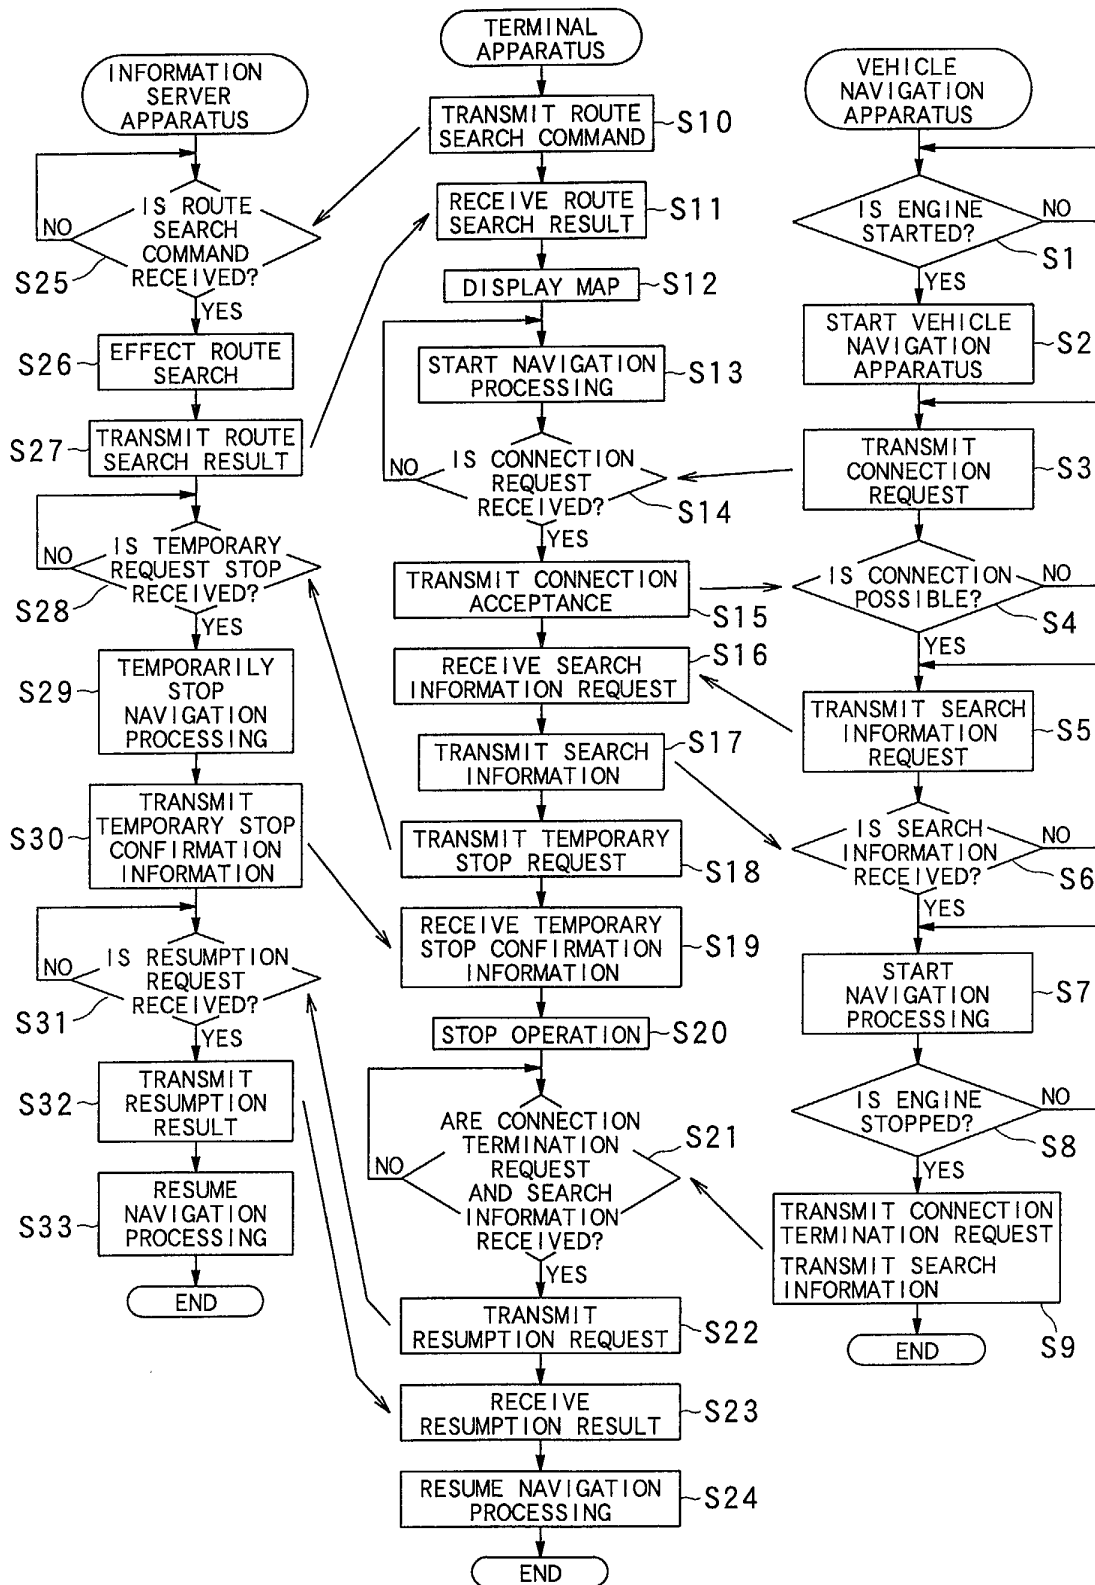 INFORMATION
SERVER
APPARATUS
IS ROUTE
SEARCH
COMMAND
RECEIVED?
NO
S25
YES
EFFECT ROUTE
SEARCH
S26
TRANSMIT ROUTE
SEARCH RESULT
S27
IS TEMPORARY
REQUEST STOP
RECEIVED?
NO
S28
YES
TEMPORARILY
STOP
NAVIGATION
PROCESSING
S29
TRANSMIT
TEMPORARY STOP
CONFIRMATION
INFORMATION
S30
IS RESUMPTION
REQUEST
RECEIVED?
NO
S31
YES
TRANSMIT
RESUMPTION
RESULT
S32
RESUME
NAVIGATION
PROCESSING
S33
END
TERMINAL
APPARATUS
TRANSMIT ROUTE
SEARCH COMMAND
S10
RECEIVE ROUTE
SEARCH RESULT
S11
DISPLAY MAP
S12
START NAVIGATION
PROCESSING
S13
IS CONNECTION
REQUEST
RECEIVED?
NO
S14
YES
TRANSMIT CONNECTION
ACCEPTANCE
S15
RECEIVE SEARCH
INFORMATION REQUEST
S16
TRANSMIT SEARCH
INFORMATION
S17
TRANSMIT TEMPORARY
STOP REQUEST
S18
RECEIVE TEMPORARY
STOP CONFIRMATION
INFORMATION
S19
STOP OPERATION
S20
ARE CONNECTION
TERMINATION
REQUEST
AND SEARCH
INFORMATION
RECEIVED?
NO
S21
YES
TRANSMIT
RESUMPTION REQUEST
S22
RECEIVE
RESUMPTION RESULT
S23
RESUME NAVIGATION
PROCESSING
S24
END
VEHICLE
NAVIGATION
APPARATUS
IS ENGINE
STARTED?
NO
S1
YES
START VEHICLE
NAVIGATION
APPARATUS
S2
TRANSMIT
CONNECTION
REQUEST
S3
IS CONNECTION
POSSIBLE?
NO
S4
YES
TRANSMIT SEARCH
INFORMATION
REQUEST
S5
IS SEARCH
INFORMATION
RECEIVED?
NO
S6
YES
START
NAVIGATION
PROCESSING
S7
IS ENGINE
STOPPED?
NO
S8
YES
TRANSMIT CONNECTION
TERMINATION REQUEST
TRANSMIT SEARCH
INFORMATION
S9
END